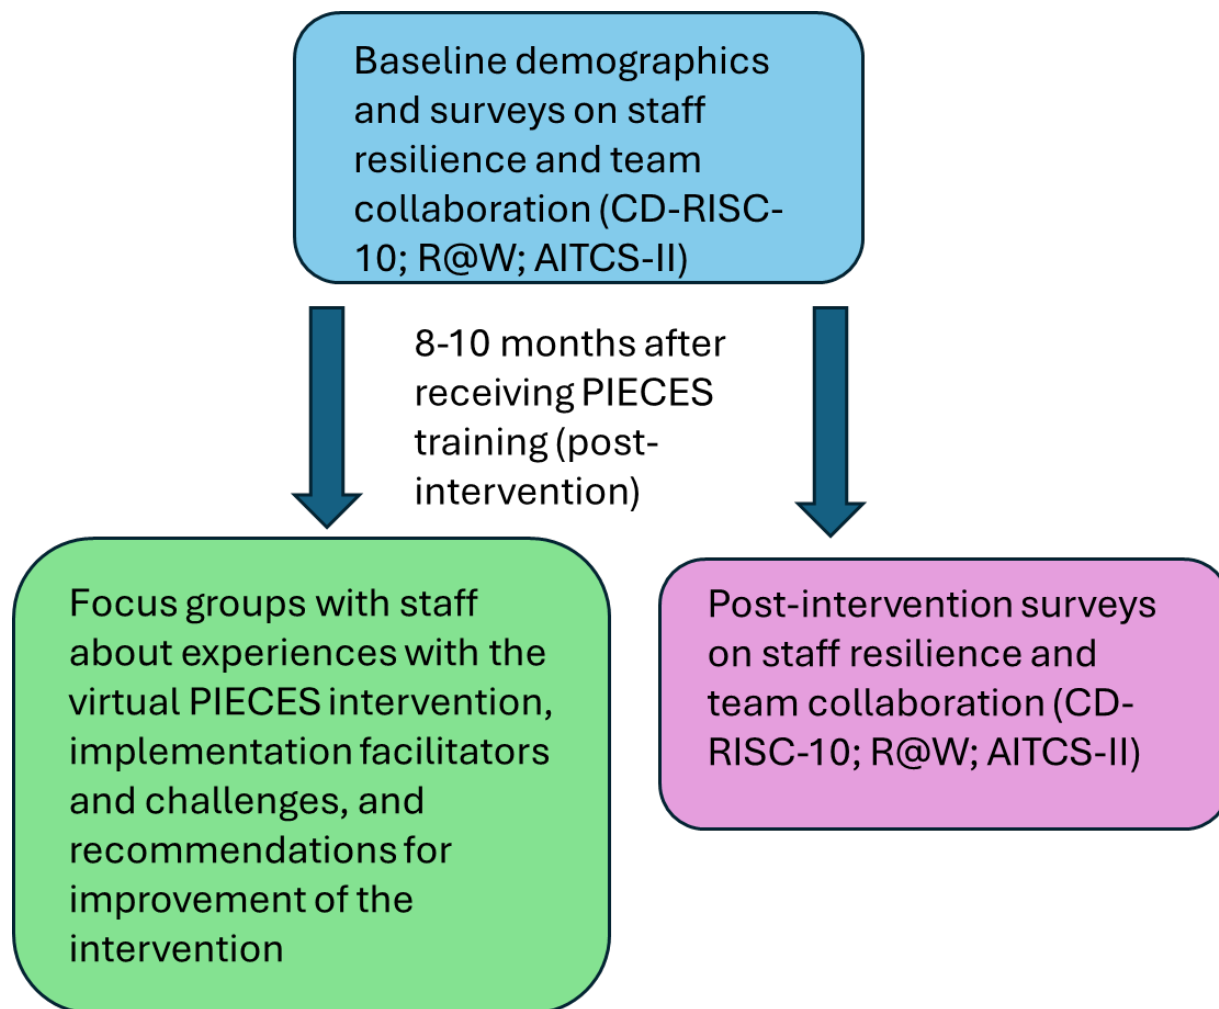 Baseline demographics
and surveys on staff
resilience and team
collaboration (CD-RISC-
10; R@W; AITCS-II)
8-10 months after
receiving PIECES
training (post-
intervention)
Focus groups with staff
about experiences with the
virtual PIECES intervention,
implementation facilitators
and challenges, and
recommendations for
improvement of the
intervention
Post-intervention surveys
on staff resilience and
team collaboration (CD-
RISC-10; R@W; AITCS-II)